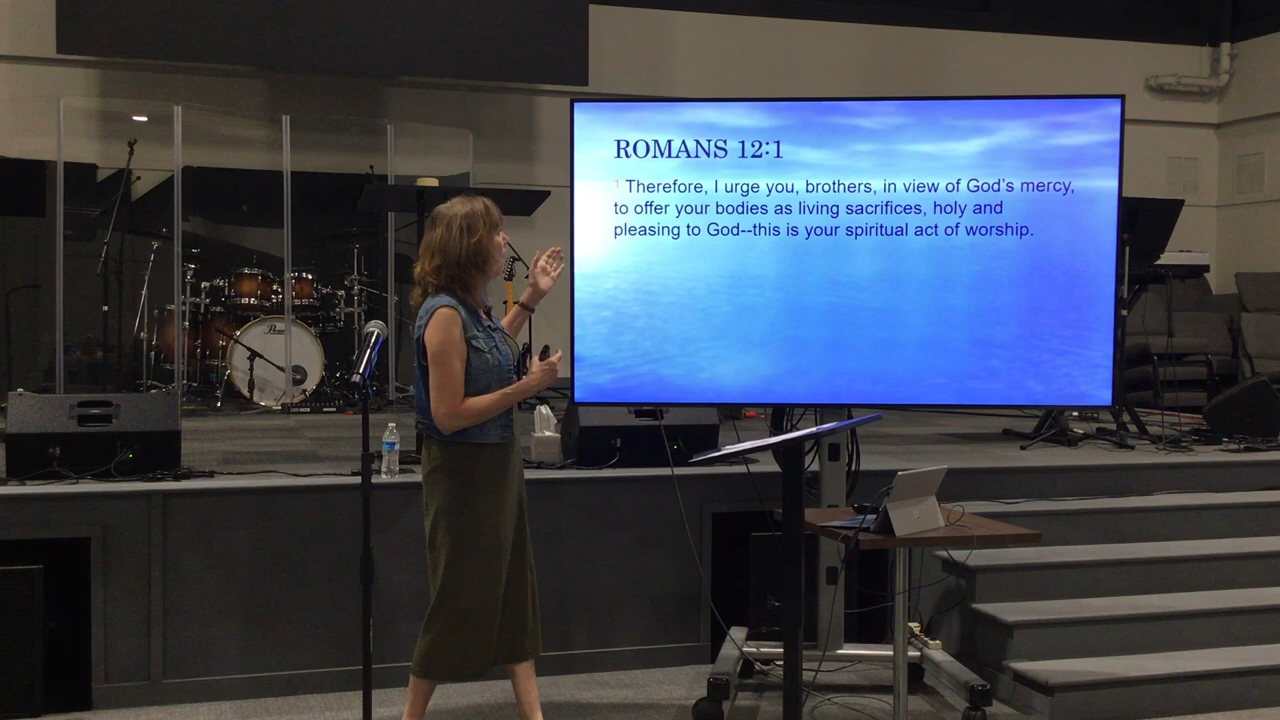 ROMANS 12:1
1 Therefore, I urge you, brothers, in view of God's mercy,
to offer your bodies as living sacrifices, holy and
pleasing to God--this is your spiritual act of worship.
Pearl